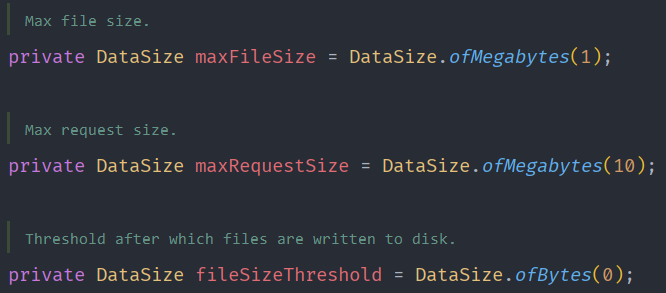 Max file size.
private DataSize maxFileSize = DataSize.ofMegabytes(1);
Max request size.
private DataSize maxRequestSize = DataSize.ofMegabytes(10);
Threshold after which files are written to disk.
private DataSize fileSizeThreshold = DataSize.ofBytes(0);